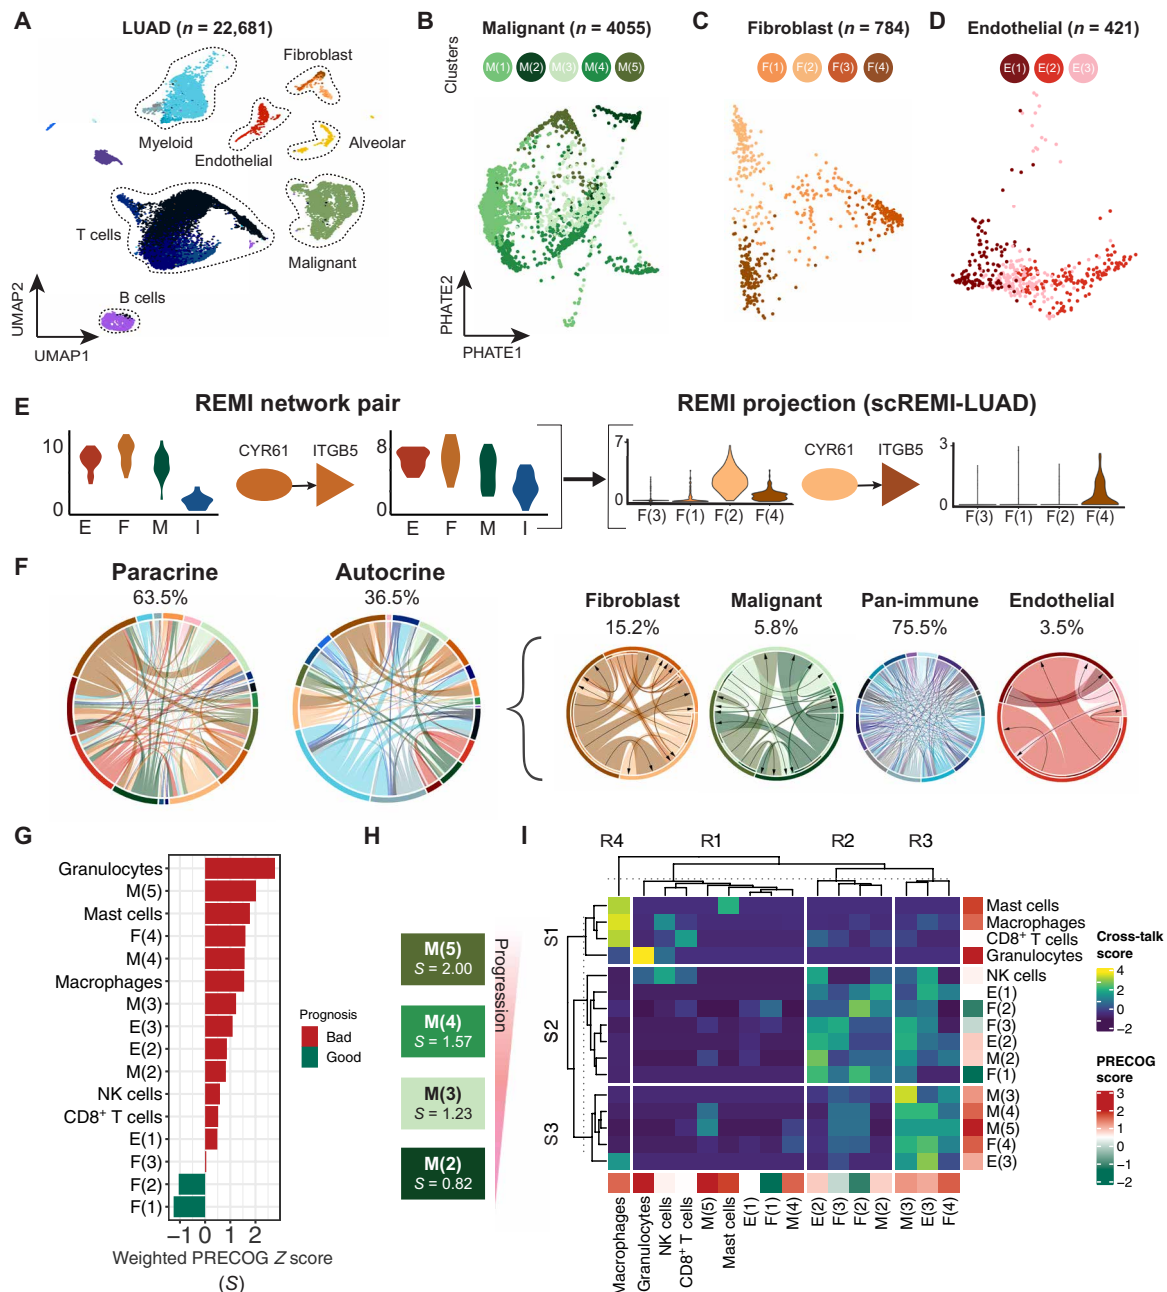 A
LUAD (n = 22,681)
Fibroblast
Myeloid
Endothelial
Alveolar
T cells
Malignant
B cells
UMAP2
UMAP1
B
Malignant (n = 4055)
Clusters
M(1) M(2) M(3) M(4) M(5)
PHATE2
PHATE1
C
Fibroblast (n = 784)
F(1) F(2) F(3) F(4)
D
Endothelial (n = 421)
E(1) E(2) E(3)
E
REMI network pair
REMI projection (scREMI-LUAD)
10
0
E F M I
CYR61
ITGB5
8
0
E F M I
7
0
F(3) F(1) F(2) F(4)
CYR61
ITGB5
3
0
F(3) F(1) F(2) F(4)
F
Paracrine
63.5%
Autocrine
36.5%
Fibroblast
15.2%
Malignant
5.8%
Pan-immune
75.5%
Endothelial
3.5%
G
Granulocytes
M(5)
Mast cells
F(4)
M(4)
Macrophages
M(3)
E(3)
E(2)
M(2)
NK cells
CD8+ T cells
E(1)
F(3)
F(2)
F(1)
−1 0 1 2
Weighted PRECOG Z score
(S)
Prognosis
Bad
Good
H
M(5)
S = 2.00
M(4)
S = 1.57
M(3)
S = 1.23
M(2)
S = 0.82
Progression
I
R4 R1 R2 R3
S1
S2
S3
Mast cells
Macrophages
CD8+ T cells
Granulocytes
NK cells
E(1)
F(2)
F(3)
E(2)
M(2)
F(1)
M(3)
M(4)
M(5)
F(4)
E(3)
Macrophages
Granulocytes
NK cells
CD8+ T cells
M(5)
Mast cells
E(1)
F(1)
M(4)
E(2)
F(3)
F(2)
M(2)
M(3)
E(3)
F(4)
Cross-talk
score
4
2
0
−2
PRECOG
score
3
2
1
0
−1
−2